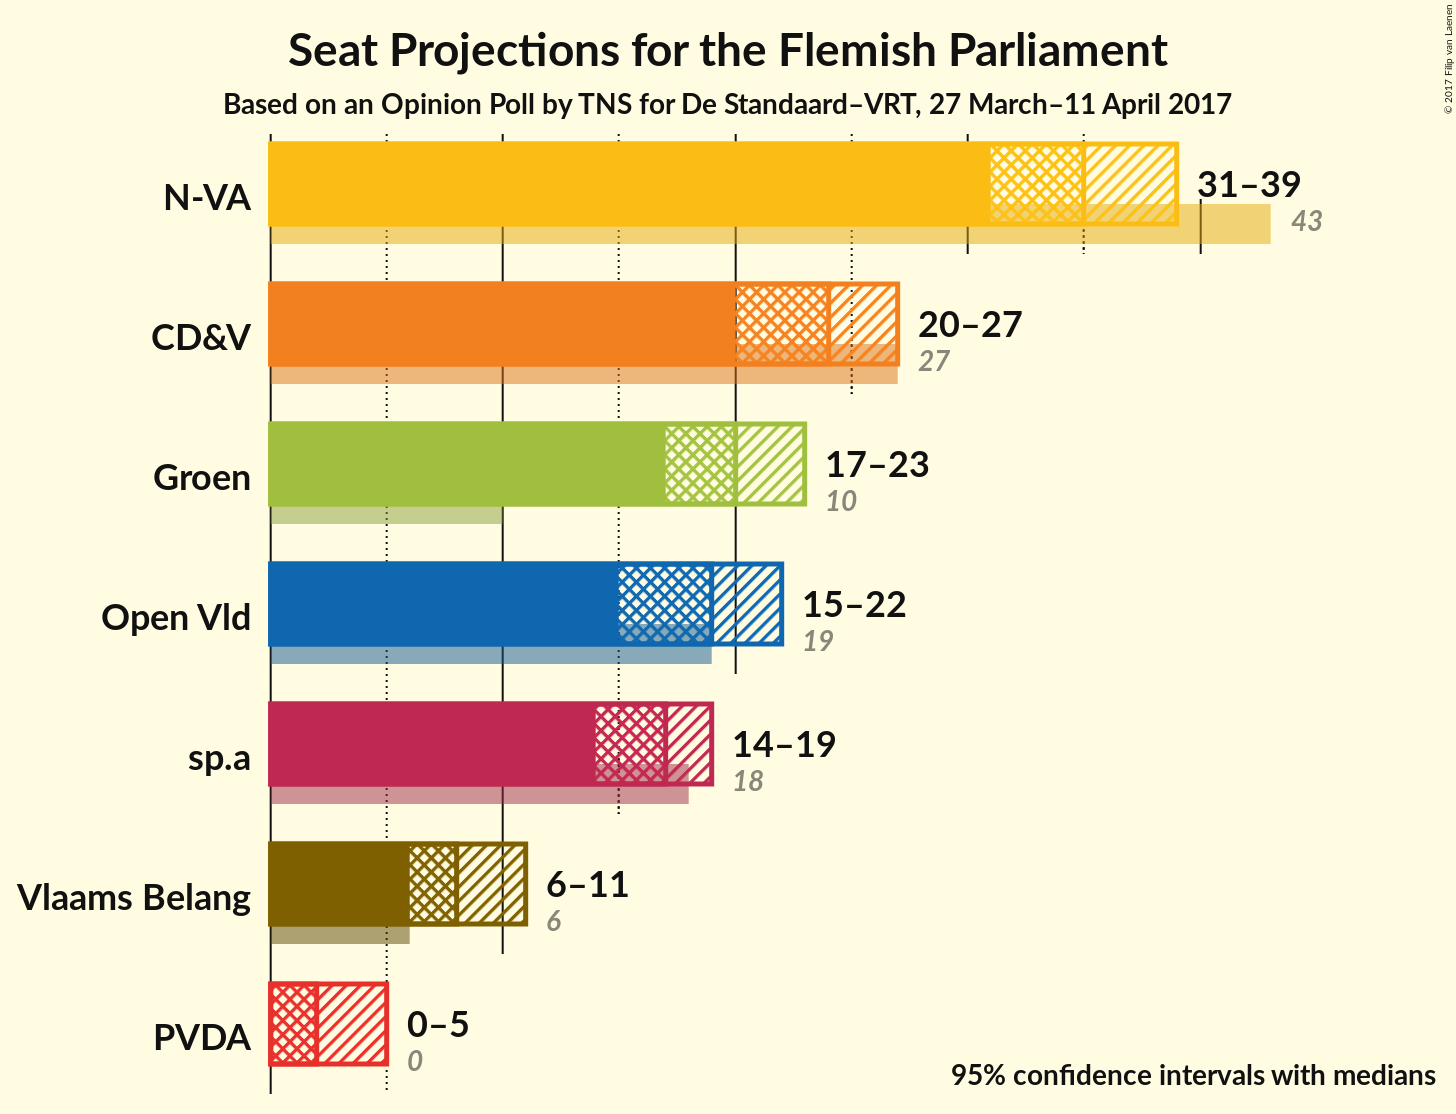 Seat Projections for the Flemish Parliament
Based on an Opinion Poll by TNS for De Standaard–VRT, 27 March–11 April 2017
© 2017 Filip van Laenen
N-VA
31–39
43
CD&V
20–27
27
Groen
17–23
10
Open Vld
15–22
19
sp.a
14–19
18
Vlaams Belang
6–11
6
PVDA
0–5
0
95% confidence intervals with medians